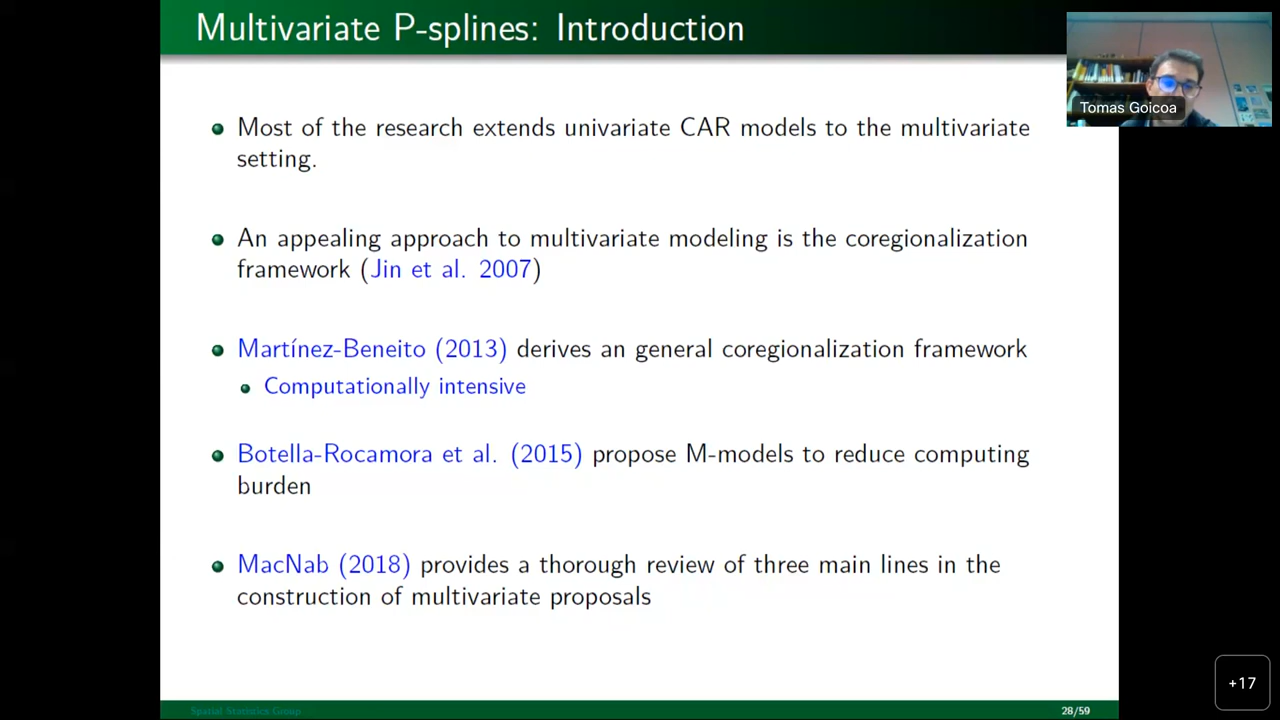 Multivariate P-splines: Introduction
Tomas Goicoa
Most of the research extends univariate CAR models to the multivariate
setting.
An appealing approach to multivariate modeling is the coregionalization
framework (Jin et al. 2007)
Martínez-Beneito (2013) derives an general coregionalization framework
Computationally intensive
Botella-Rocamora et al. (2015) propose M-models to reduce computing
burden
MacNab (2018) provides a thorough review of three main lines in the
construction of multivariate proposals
+17
Spatial Statistics Group
28/59